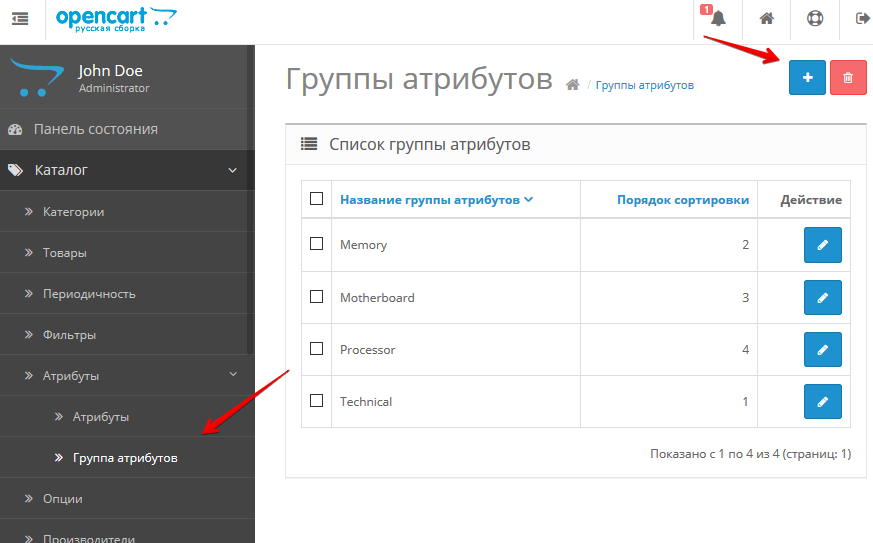 opencart
русская сборка
1
John Doe
Administrator
Панель состояния
Каталог
Категории
Товары
Периодичность
Фильтры
Атрибуты
Атрибуты
Группа атрибутов
Опции
Производители
Группы атрибутов / Группы атрибутов
Список группы атрибутов
Название группы атрибутов Порядок сортировки Действие
Memory 2
Motherboard 3
Processor 4
Technical 1
Показано с 1 по 4 из 4 (страниц: 1)